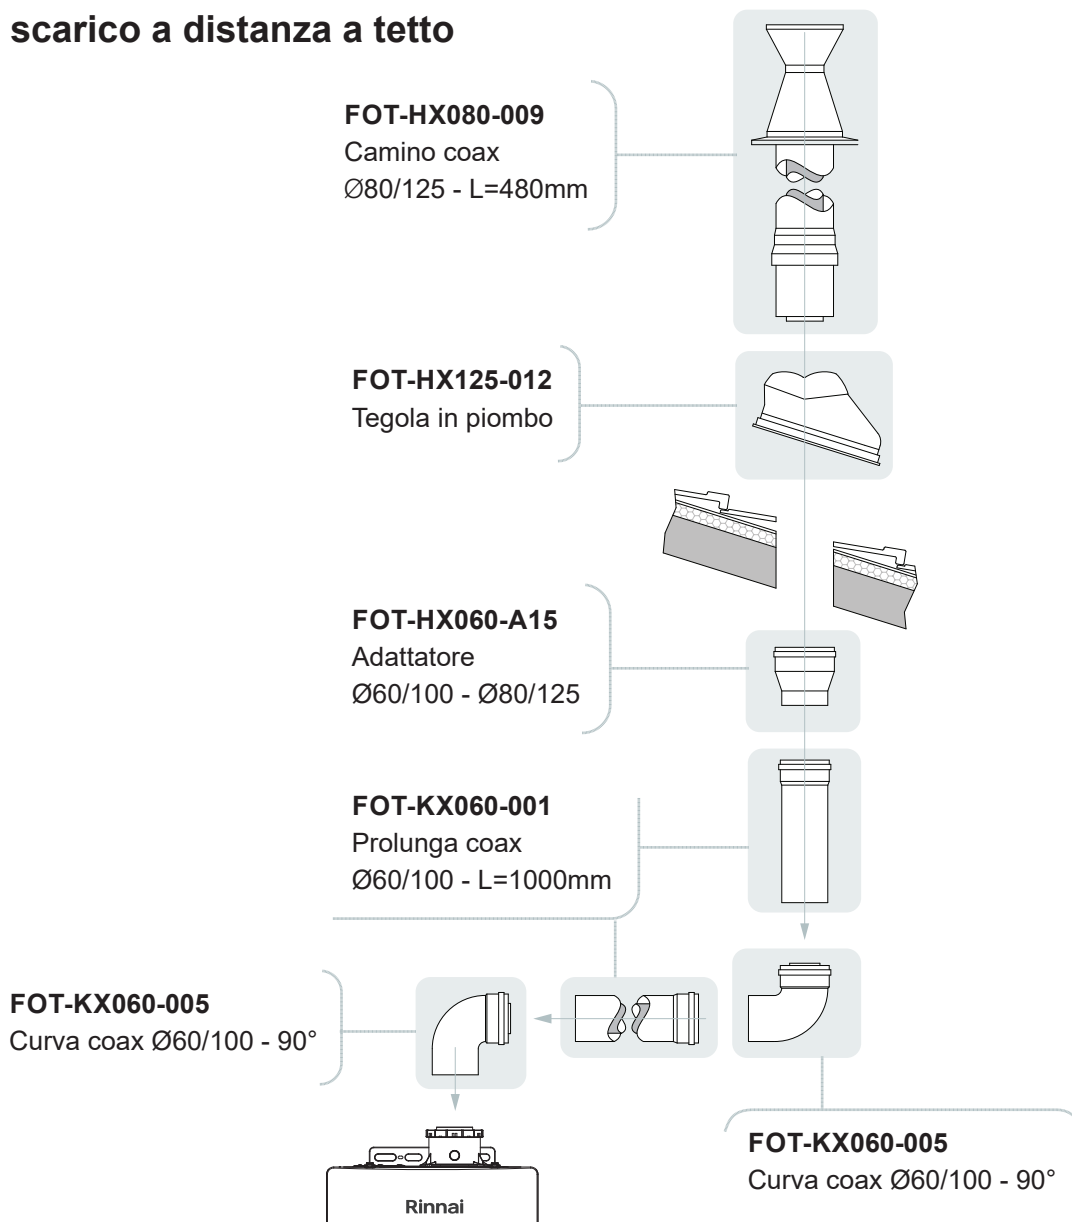 scarico a distanza a tetto
FOT-HX080-009
Camino coax
Ø80/125 - L=480mm
FOT-HX125-012
Tegola in piombo
FOT-HX060-A15
Adattatore
Ø60/100 - Ø80/125
FOT-KX060-001
Prolunga coax
Ø60/100 - L=1000mm
FOT-KX060-005
Curva coax Ø60/100 - 90°
FOT-KX060-005
Curva coax Ø60/100 - 90°
Rinnai